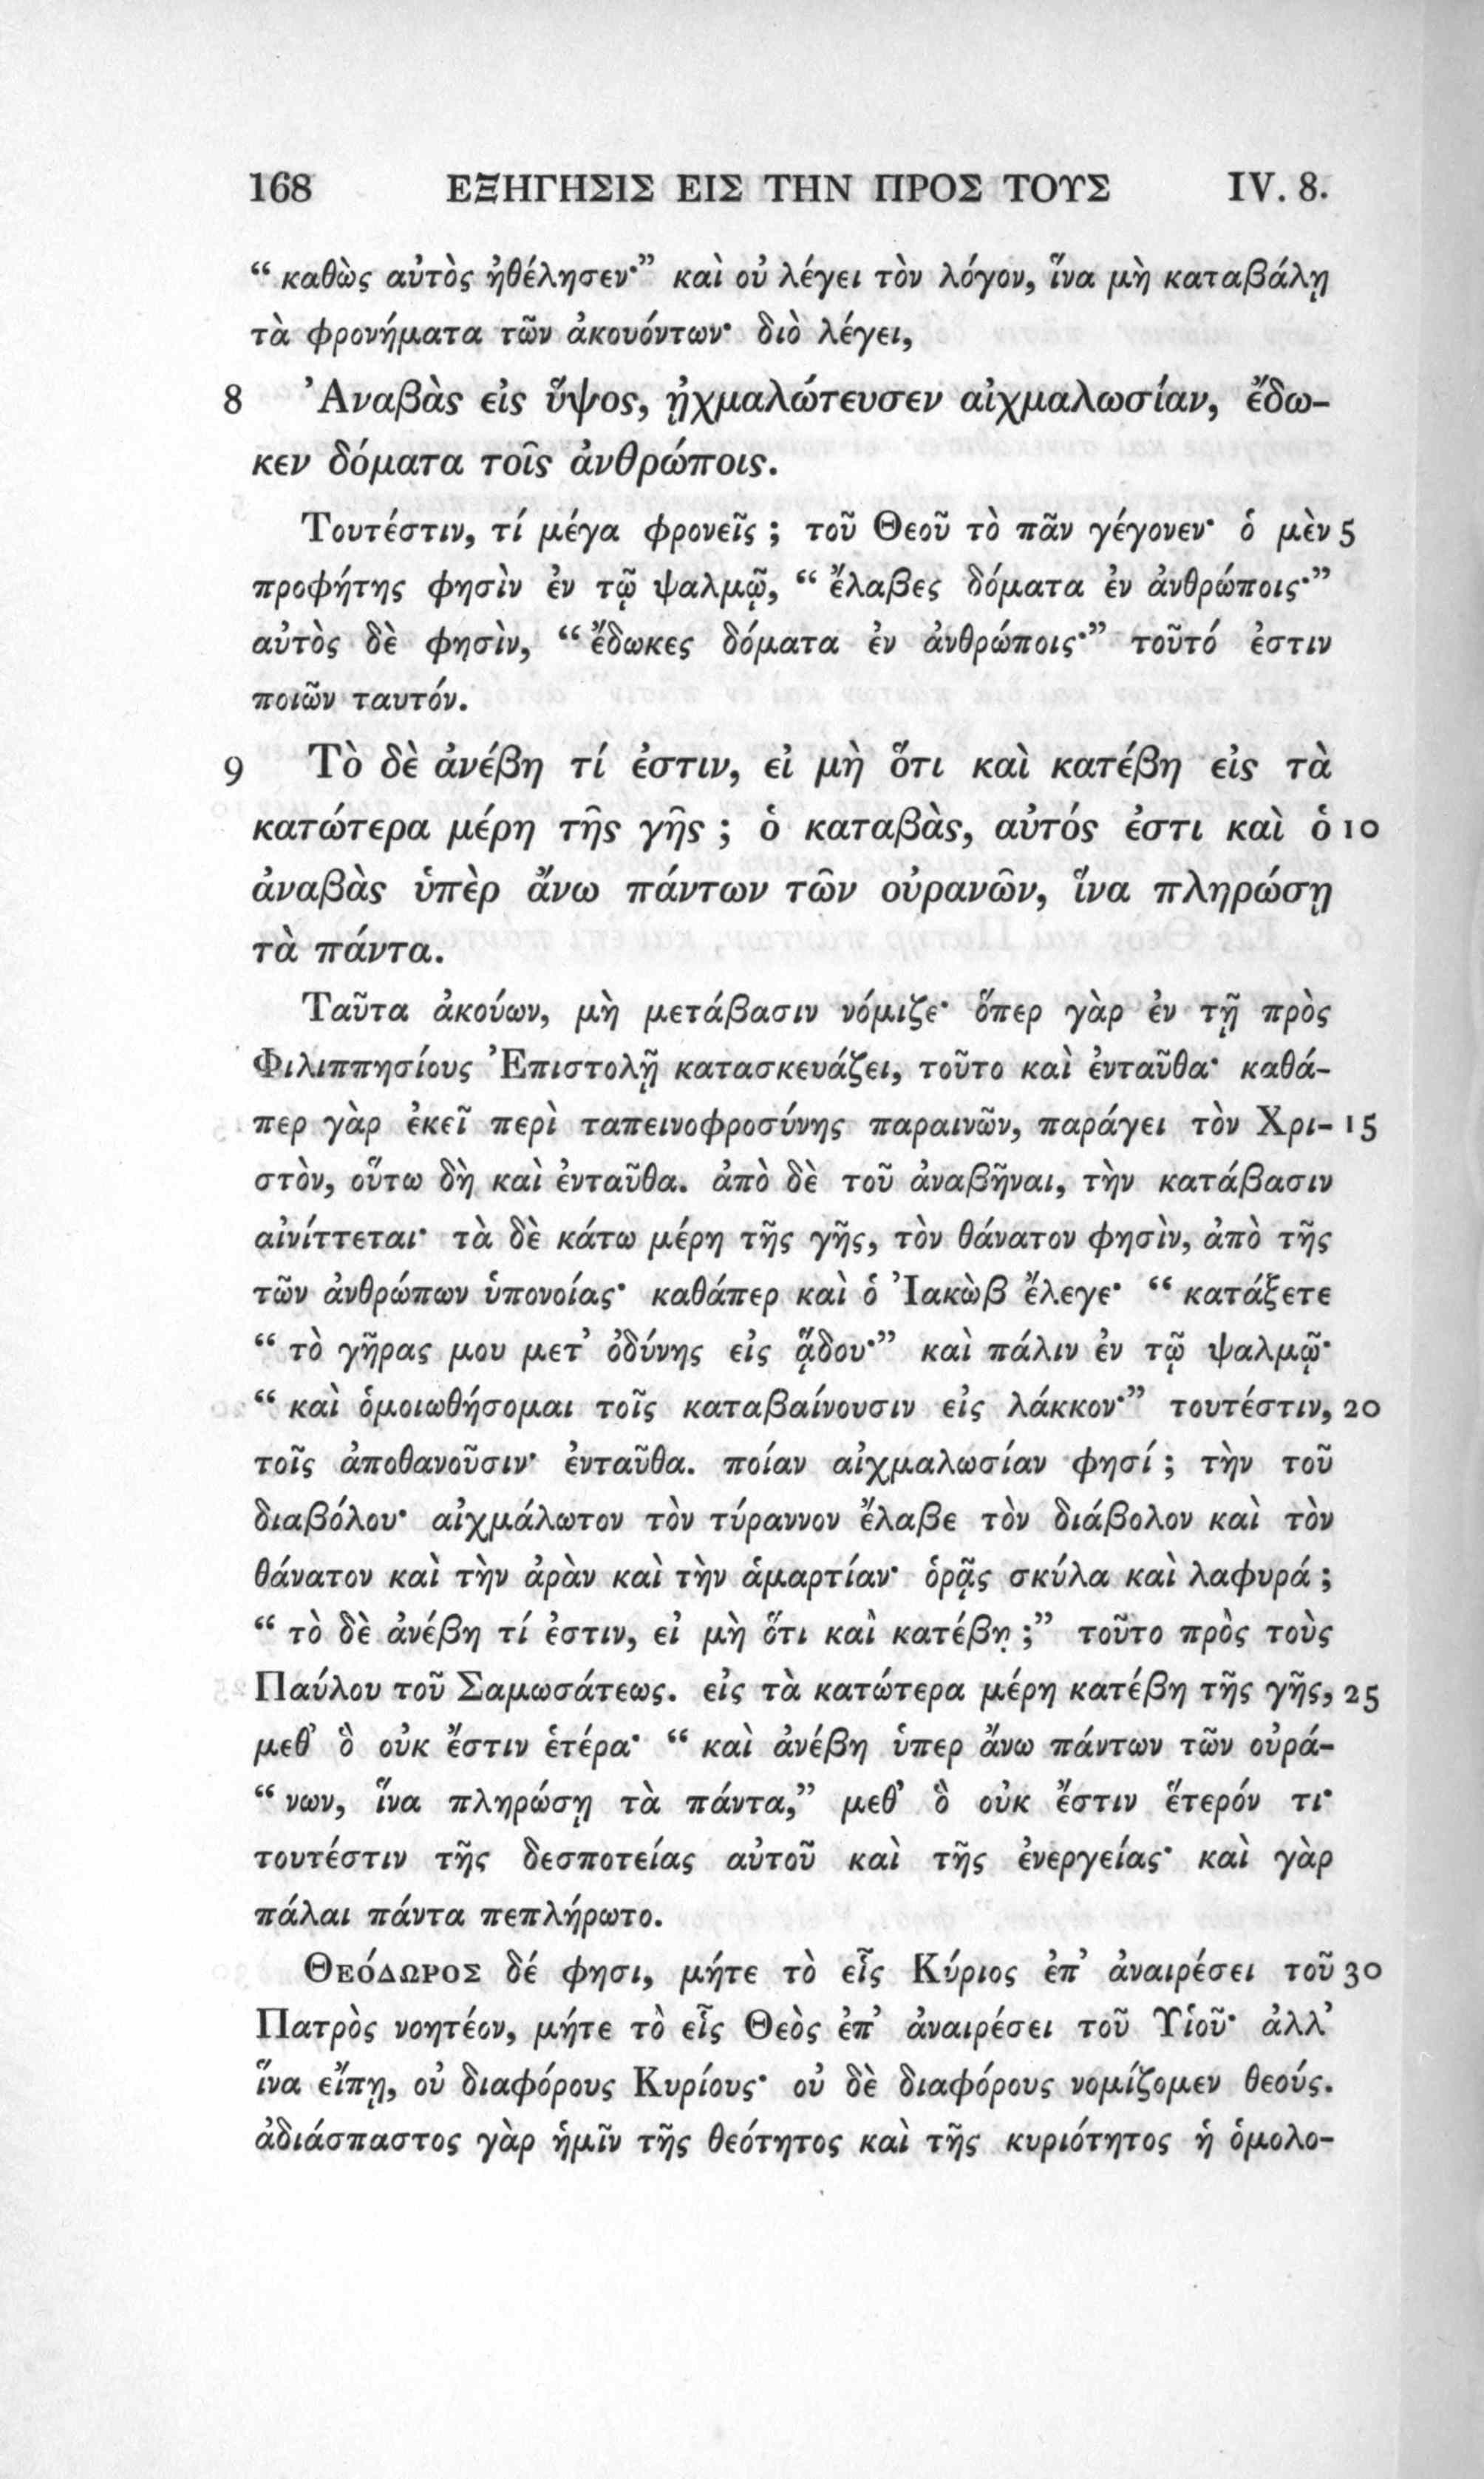 168 ΕΞΗΓΗΣΙΣ ΕΙΣ ΤΗΝ ΠΡΟΣ ΤΟΥΣ IV. 8.
“ καθὼς αὐτὸς ἠθέλησεν·” καὶ οὐ λέγει τὸν λόγον, ἵνα μὴ καταβάλῃ
τὰ φρονήματα τῶν ἀκουόντων· διὸ λέγει,
8 Ἀναβὰς εἰς ὕψος, ᾐχμαλώτευσεν αἰχμαλωσίαν, ἔδω-
κεν δόματα τοῖς ἀνθρώποις.
Τουτέστιν, τί μέγα φρονεῖς ; τοῦ Θεοῦ τὸ πᾶν γέγονεν· ὁ μὲν 5
προφήτης φησὶν ἐν τῷ ψαλμῷ, “ ἔλαβες δόματα ἐν ἀνθρώποις·”
αὐτὸς δὲ φησὶν, “ ἔδωκες δόματα ἐν ἀνθρώποις·” τοῦτό ἐστιν
ποιῶν ταυτόν.
9 Τὸ δὲ ἀνέβη τί ἐστιν, εἰ μὴ ὅτι καὶ κατέβη εἰς τὰ
κατώτερα μέρη τῆς γῆς ; ὁ καταβὰς, αὐτός ἐστι καὶ ὁ 10
ἀναβὰς ὑπὲρ ἄνω πάντων τῶν οὐρανῶν, ἵνα πληρώσῃ
τὰ πάντα.
Ταῦτα ἀκούων, μὴ μετάβασιν νόμιζε· ὅπερ γὰρ ἐν τῇ πρὸς
Φιλιππησίους Ἐπιστολῇ κατασκευάζει, τοῦτο καὶ ἐνταῦθα· καθά-
περ γὰρ ἐκεῖ περὶ ταπεινοφροσύνης παραινῶν, παράγει τὸν Χρι- 15
στὸν, οὕτω δὴ καὶ ἐνταῦθα. ἀπὸ δὲ τοῦ ἀναβῆναι, τὴν κατάβασιν
αἰνίττεται· τὰ δὲ κάτω μέρη τῆς γῆς, τὸν θάνατον φησὶν, ἀπὸ τῆς
τῶν ἀνθρώπων ὑπονοίας· καθάπερ καὶ ὁ Ἰακὼβ ἔλεγε· “ κατάξετε
“ τὸ γῆρας μου μετ’ ὀδύνης εἰς ᾅδου·” καὶ πάλιν ἐν τῷ ψαλμῷ·
“ καὶ ὁμοιωθήσομαι τοῖς καταβαίνουσιν εἰς λάκκον·” τουτέστιν, 20
τοῖς ἀποθανοῦσιν· ἐνταῦθα. ποίαν αἰχμαλωσίαν φησί ; τὴν τοῦ
διαβόλου· αἰχμάλωτον τὸν τύραννον ἔλαβε τὸν διάβολον καὶ τὸν
θάνατον καὶ τὴν ἀρὰν καὶ τὴν ἁμαρτίαν· ὁρᾷς σκύλα καὶ λαφυρά ;
“ τὸ δὲ ἀνέβη τί ἐστιν, εἰ μὴ ὅτι καὶ κατέβη ;” τοῦτο πρὸς τοὺς
Παύλου τοῦ Σαμωσάτεως. εἰς τὰ κατώτερα μέρη κατέβη τῆς γῆς, 25
μεθ’ ὃ οὐκ ἔστιν ἑτέρα· “ καὶ ἀνέβη ὑπερ ἄνω πάντων τῶν οὐρά-
“ νων, ἵνα πληρώσῃ τὰ πάντα,” μεθ’ ὃ οὐκ ἔστιν ἕτερόν τι·
τουτέστιν τῆς δεσποτείας αὐτοῦ καὶ τῆς ἐνεργείας· καὶ γὰρ
πάλαι πάντα πεπλήρωτο.
Θεόδωρος δέ φησι, μήτε τὸ εἷς Κύριος ἐπ’ ἀναιρέσει τοῦ 30
Πατρὸς νοητέον, μήτε τὸ εἷς Θεὸς ἐπ’ ἀναιρέσει τοῦ Υἱοῦ· ἀλλ’
ἵνα εἴπῃ, οὐ διαφόρους Κυρίους· οὐ δὲ διαφόρους νομίζομεν θεούς.
ἀδιάσπαστος γὰρ ἡμῖν τῆς θεότητος καὶ τῆς κυριότητος ἡ ὁμολο-